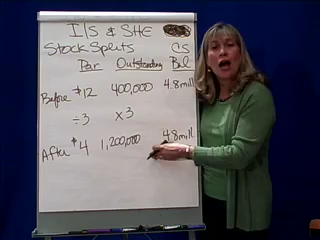 I/S & SHE
Stock Splits CS
Par Outstanding Bal
Before $12 400,000 4.8mill
÷3 x3
After $4 1,200,000 4.8mill